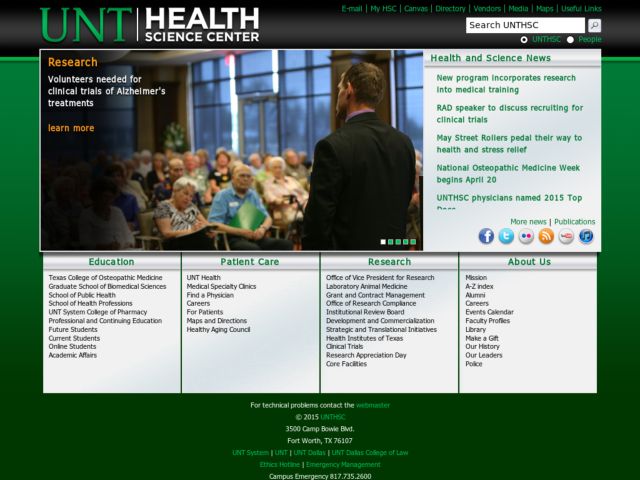 UNT HEALTH
SCIENCE CENTER
E-mail | My HSC | Canvas | Directory | Vendors | Media | Maps | Useful Links
Search UNTHSC
UNTHSC People
Research
Volunteers needed for
clinical trials of Alzheimer's
treatments
learn more
Health and Science News
New program incorporates research
into medical training
RAD speaker to discuss recruiting for
clinical trials
May Street Rollers pedal their way to
health and stress relief
National Osteopathic Medicine Week
begins April 20
UNTHSC physicians named 2015 Top
More news | Publications
Education
Texas College of Osteopathic Medicine
Graduate School of Biomedical Sciences
School of Public Health
School of Health Professions
UNT System College of Pharmacy
Professional and Continuing Education
Future Students
Current Students
Online Students
Academic Affairs
Patient Care
UNT Health
Medical Specialty Clinics
Find a Physician
Careers
For Patients
Maps and Directions
Healthy Aging Council
Research
Office of Vice President for Research
Laboratory Animal Medicine
Grant and Contract Management
Office of Research Compliance
Institutional Review Board
Development and Commercialization
Strategic and Translational Initiatives
Health Institutes of Texas
Clinical Trials
Research Appreciation Day
Core Facilities
About Us
Mission
A-Z index
Alumni
Careers
Events Calendar
Faculty Profiles
Library
Make a Gift
Our History
Our Leaders
Police
For technical problems contact the webmaster
© 2015 UNTHSC
3500 Camp Bowie Blvd.
Fort Worth, TX 76107
UNT System | UNT | UNT Dallas | UNT Dallas College of Law
Ethics Hotline | Emergency Management
Campus Emergency 817.735.2600